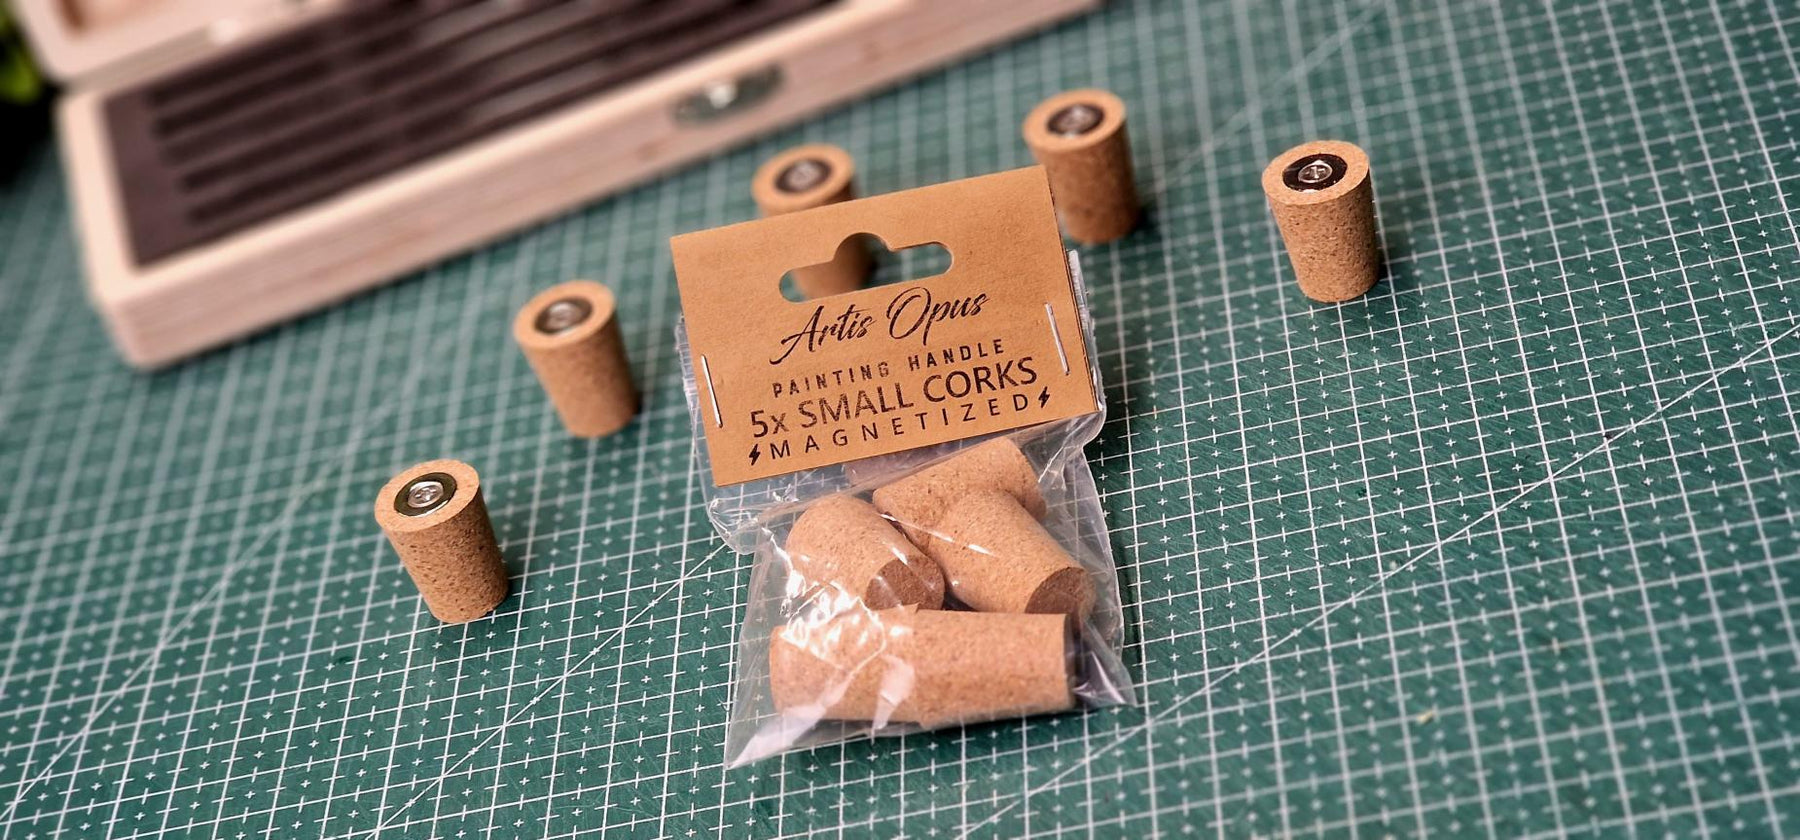 Artis Opus
PAINTING HANDLE
5x SMALL CORKS
MAGNETIZED